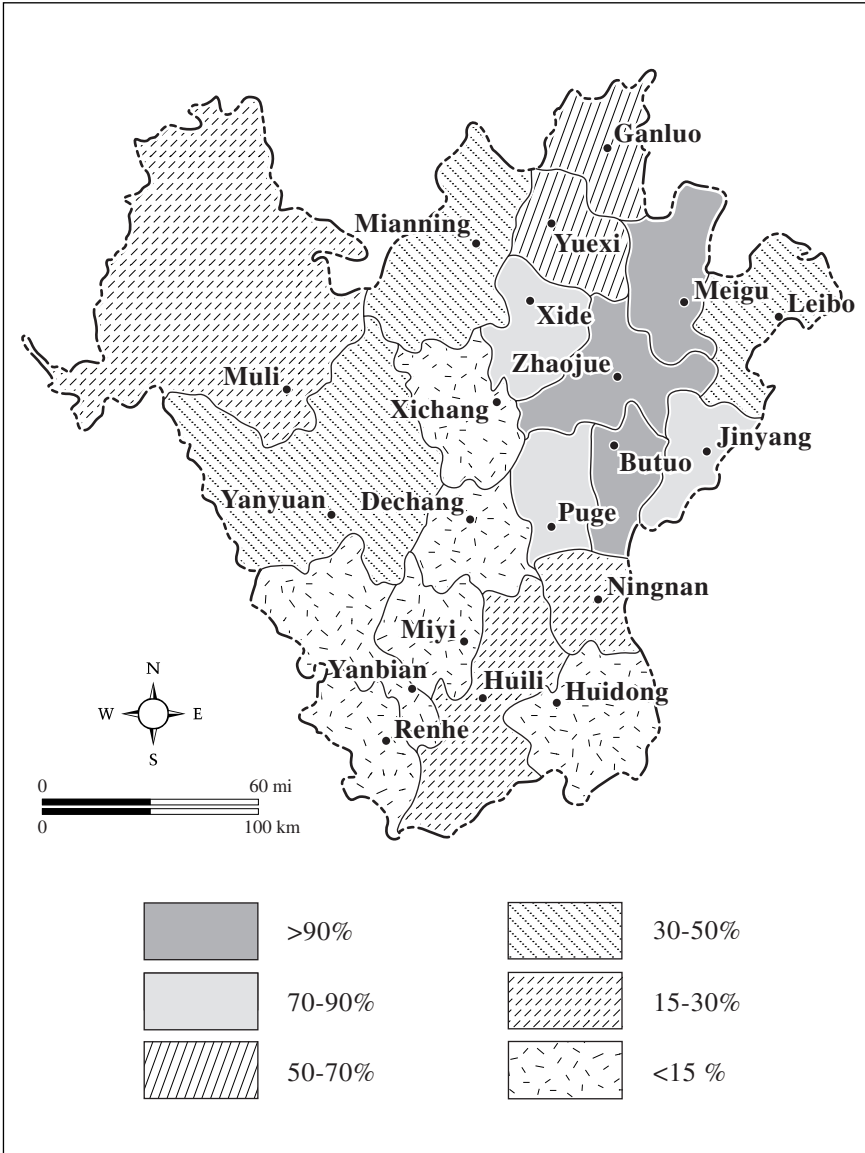 Ganluo
Mianning
Yuexi
Meigu
Leibo
Xide
Zhaojue
Muli
Xichang
Jinyang
Butuo
Yanyuan
Dechang
Puge
Ningnan
Miyi
Yanbian
Huili
Huidong
Renhe
N
W E
S
0 60 mi
0 100 km
>90%
70-90%
50-70%
30-50%
15-30%
<15 %